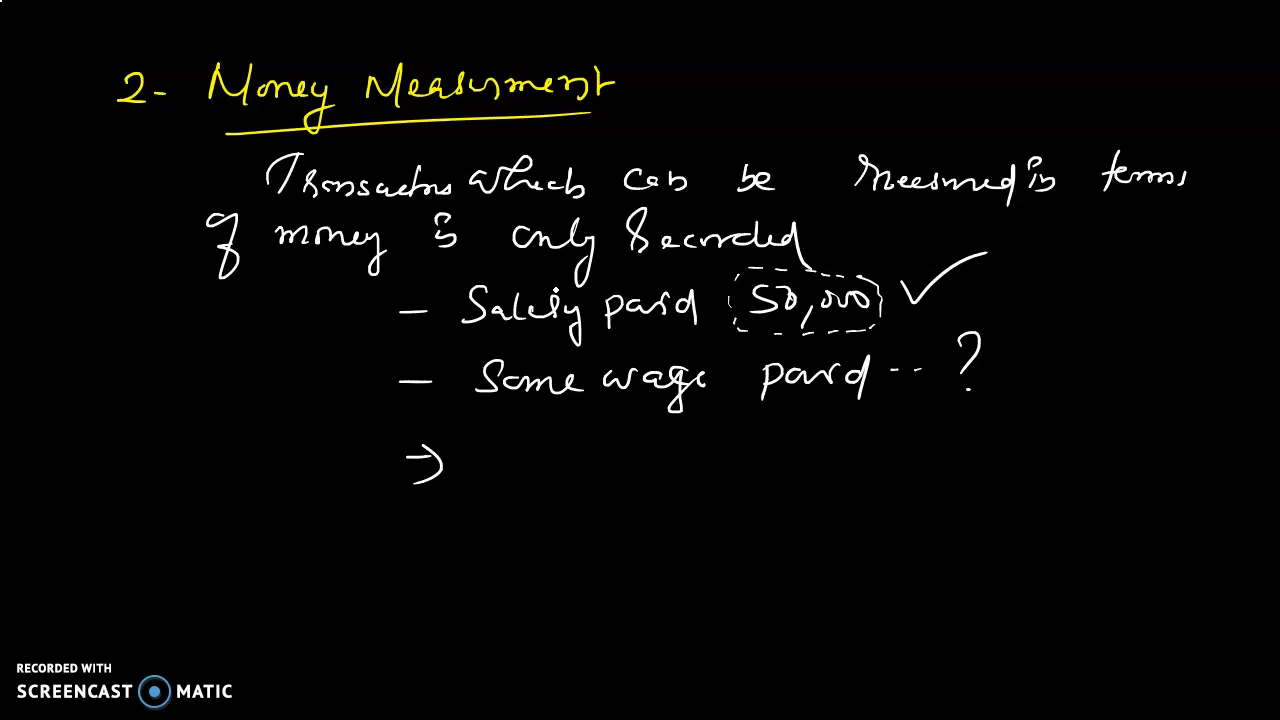 2- Money Measurment
Transactions which can be measured in terms
of money is only Recorded
- Salary paid 50,000 ✓
- Some wage paid -- ?
⇒
RECORDED WITH
SCREENCAST MATIC